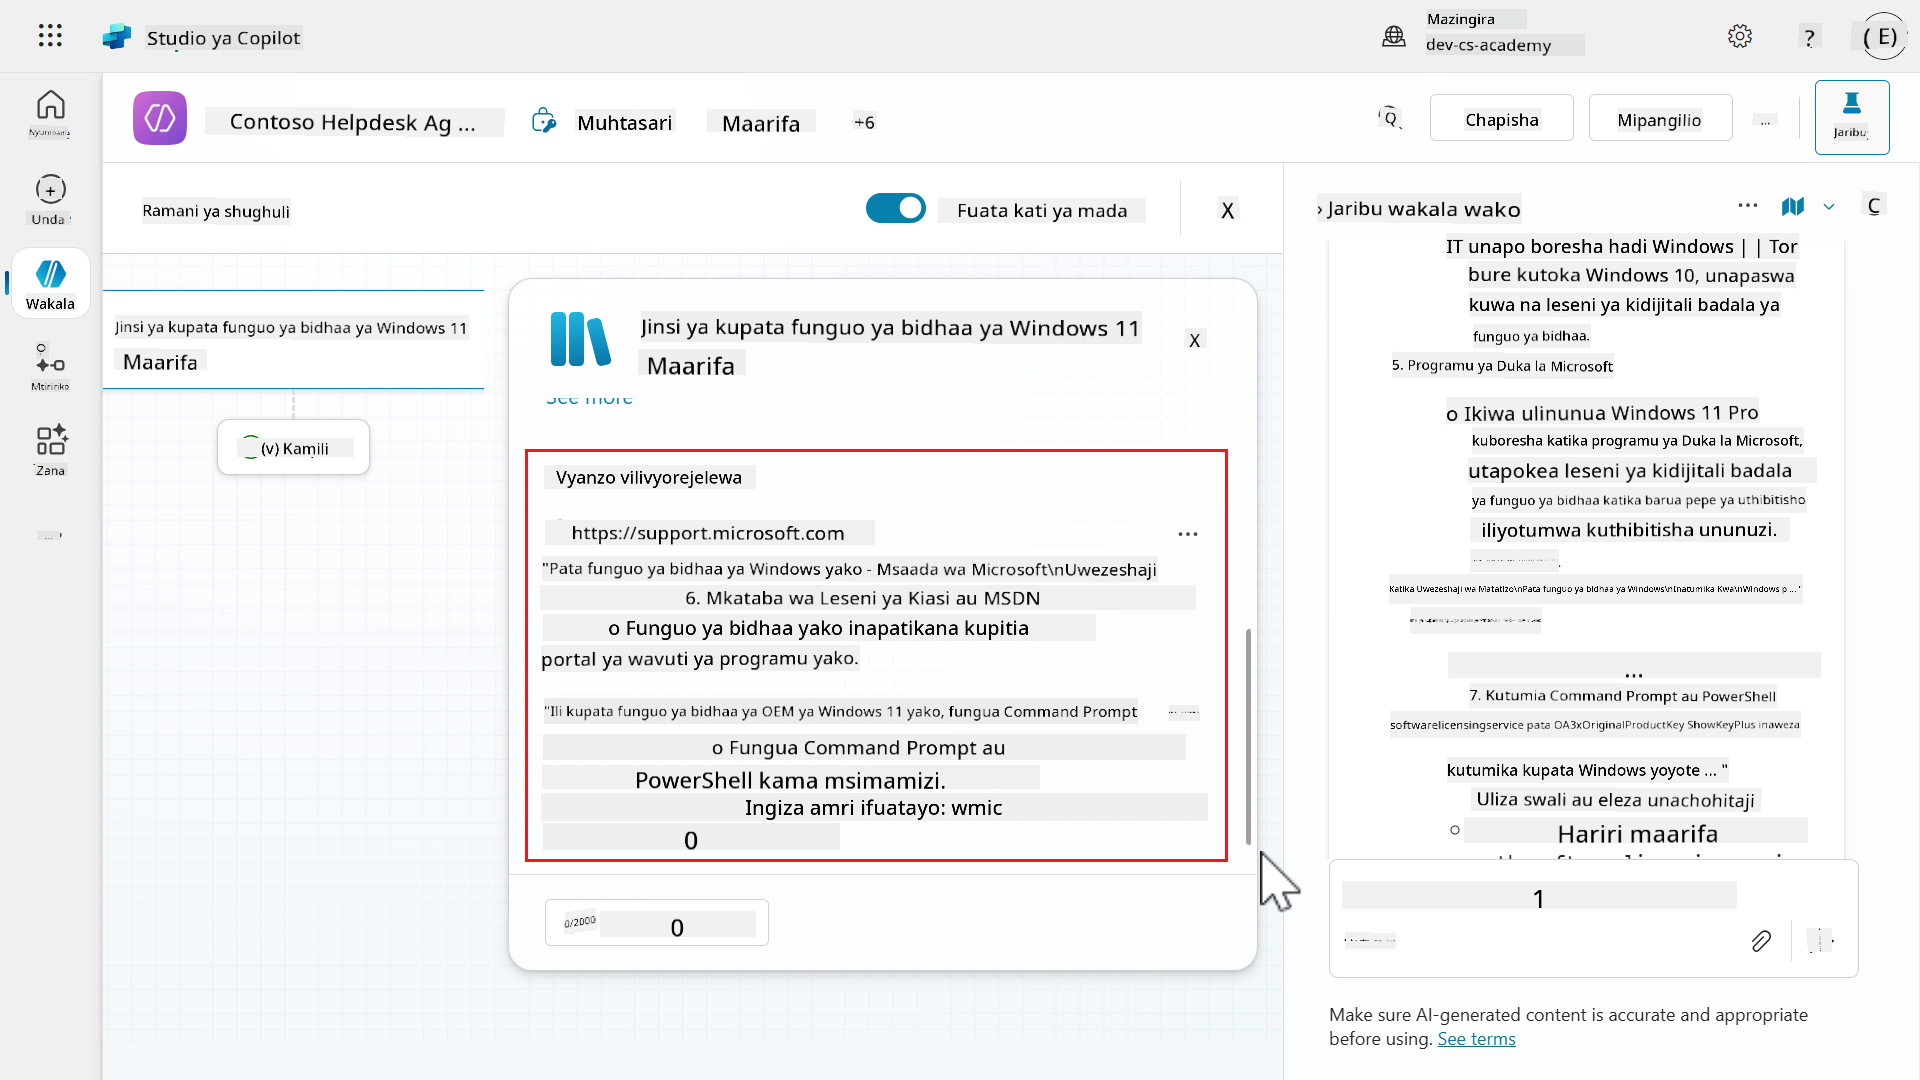 Studio ya Copilot
Mazingira
dev-cs-academy
?
( E)
Nyumbani
Unda
Wakala
Mtiririko
Zana
...
Contoso Helpdesk Ag ...
Muhtasari
Maarifa
+6
Q
Chapisha
Mipangilio
...
Jaribu
Ramani ya shughuli
Fuata kati ya mada
X
Jinsi ya kupata funguo ya bidhaa ya Windows 11
Maarifa
(v) Kamili
Jinsi ya kupata funguo ya bidhaa ya Windows 11
Maarifa
X
See more
Vyanzo vilivyorejelewa
https://support.microsoft.com
...
"Pata funguo ya bidhaa ya Windows yako - Msaada wa Microsoft\nUwezeshaji
6. Mkataba wa Leseni ya Kiasi au MSDN
o Funguo ya bidhaa yako inapatikana kupitia
portal ya wavuti ya programu yako.
"Ili kupata funguo ya bidhaa ya OEM ya Windows 11 yako, fungua Command Prompt
o Fungua Command Prompt au
PowerShell kama msimamizi.
Ingiza amri ifuatayo: wmic
0
0/2000
0
› Jaribu wakala wako
...
C
IT unapo boresha hadi Windows | | Tor
bure kutoka Windows 10, unapaswa
kuwa na leseni ya kidijitali badala ya
funguo ya bidhaa.
5. Programu ya Duka la Microsoft
o Ikiwa ulinunua Windows 11 Pro
kuboresha katika programu ya Duka la Microsoft,
utapokea leseni ya kidijitali badala
ya funguo ya bidhaa katika barua pepe ya uthibitisho
iliyotumwa kuthibitisha ununuzi.
Katika Uwezeshaji wa Matatizo\nPata funguo ya bidhaa ya Windows\nInatumika Kwa\nWindows p ... "
...
7. Kutumia Command Prompt au PowerShell
softwarelicensingservice pata OA3xOriginalProductKey ShowKeyPlus inaweza
kutumika kupata Windows yoyote ... "
Uliza swali au eleza unachohitaji
Hariri maarifa
1
Make sure AI-generated content is accurate and appropriate
before using. See terms